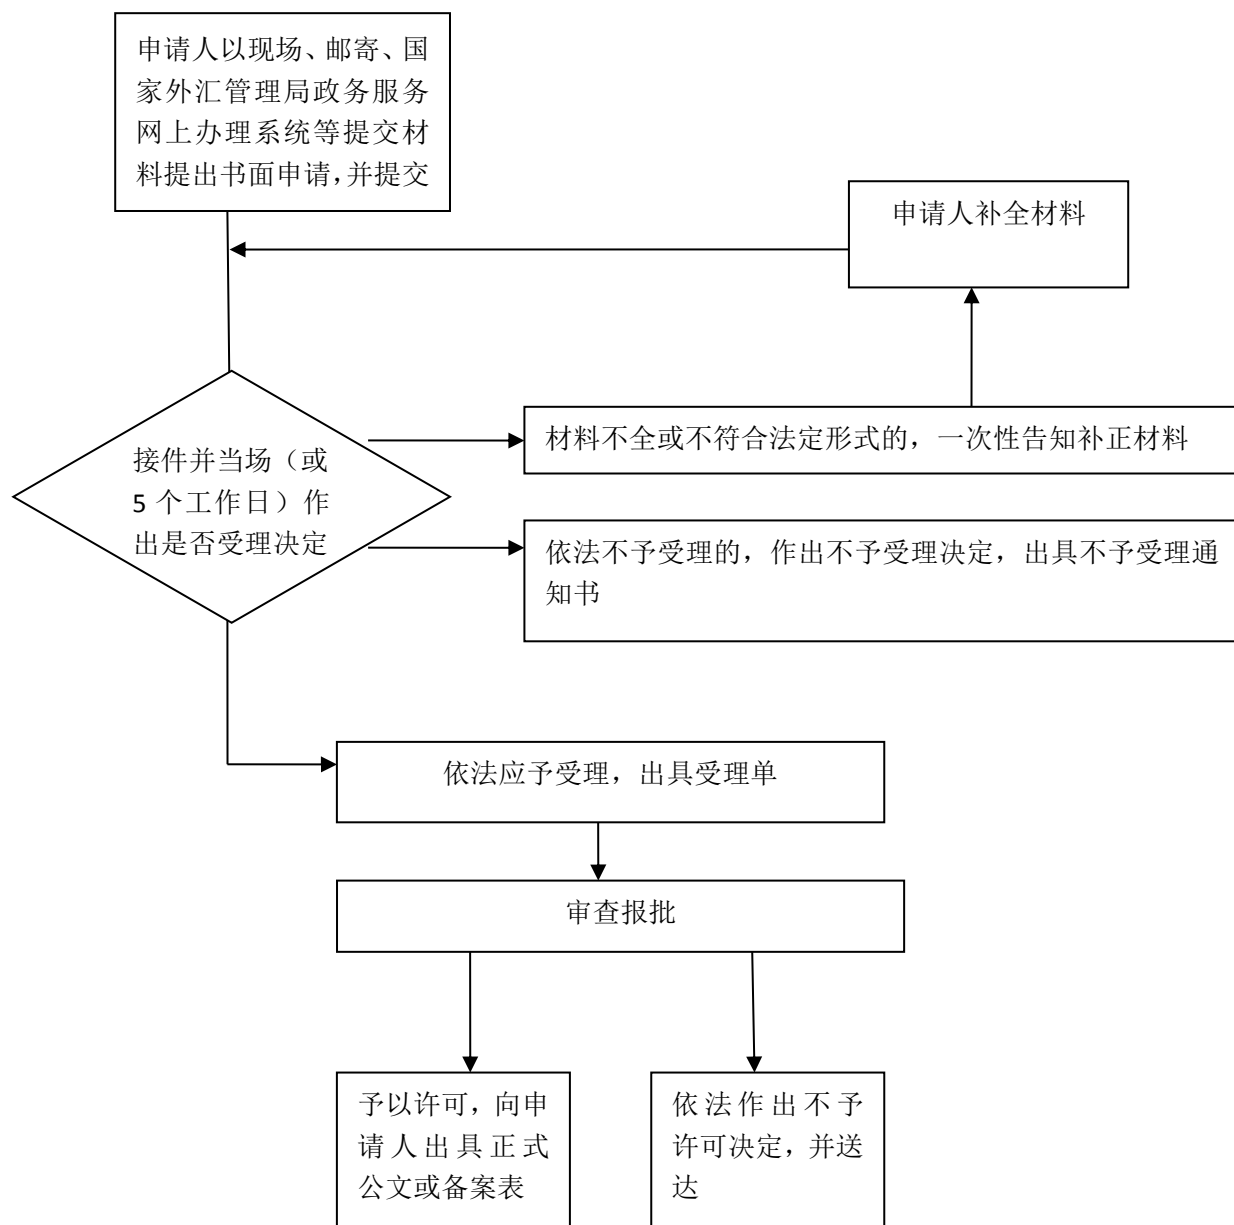 申请人以现场、邮寄、国
家外汇管理局政务服务
网上办理系统等提交材
料提出书面申请,并提交
申请人补全材料
材料不全或不符合法定形式的，一次性告知补正材料
接件并当场（或
5 个工作日）作
出是否受理决定
依法不予受理的，作出不予受理决定，出具不予受理通
知书
依法应予受理，出具受理单
审查报批
予以许可，向申
请人出具正式
公文或备案表
依法作出不予
许可决定，并送
达